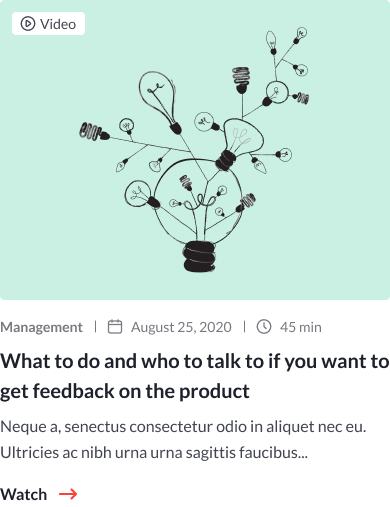 Video
Management | August 25, 2020 | 45 min
What to do and who to talk to if you want to
get feedback on the product
Neque a, senectus consectetur odio in aliquet nec eu.
Ultricies ac nibh urna urna sagittis faucibus...
Watch